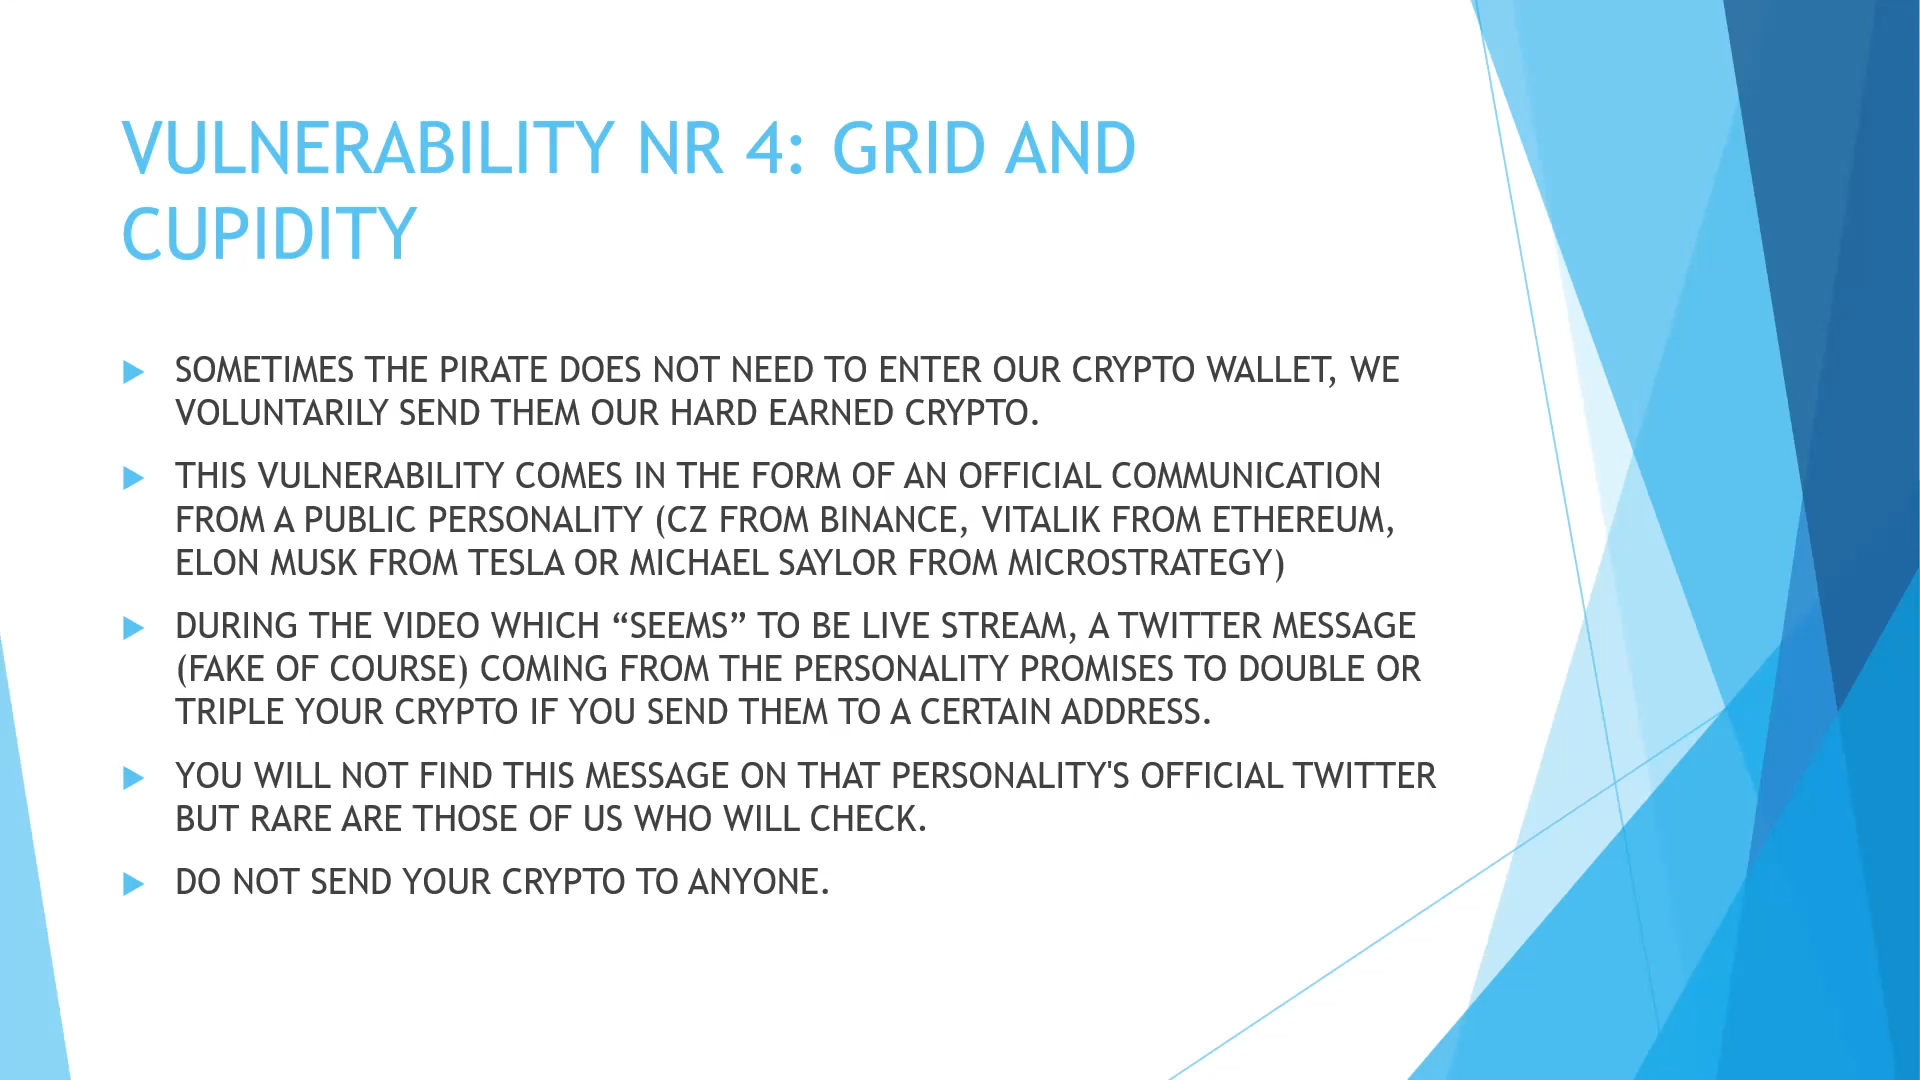 VULNERABILITY NR 4: GRID AND
CUPIDITY
SOMETIMES THE PIRATE DOES NOT NEED TO ENTER OUR CRYPTO WALLET, WE
VOLUNTARILY SEND THEM OUR HARD EARNED CRYPTO.
THIS VULNERABILITY COMES IN THE FORM OF AN OFFICIAL COMMUNICATION
FROM A PUBLIC PERSONALITY (CZ FROM BINANCE, VITALIK FROM ETHEREUM,
ELON MUSK FROM TESLA OR MICHAEL SAYLOR FROM MICROSTRATEGY)
DURING THE VIDEO WHICH “SEEMS” TO BE LIVE STREAM, A TWITTER MESSAGE
(FAKE OF COURSE) COMING FROM THE PERSONALITY PROMISES TO DOUBLE OR
TRIPLE YOUR CRYPTO IF YOU SEND THEM TO A CERTAIN ADDRESS.
YOU WILL NOT FIND THIS MESSAGE ON THAT PERSONALITY'S OFFICIAL TWITTER
BUT RARE ARE THOSE OF US WHO WILL CHECK.
DO NOT SEND YOUR CRYPTO TO ANYONE.